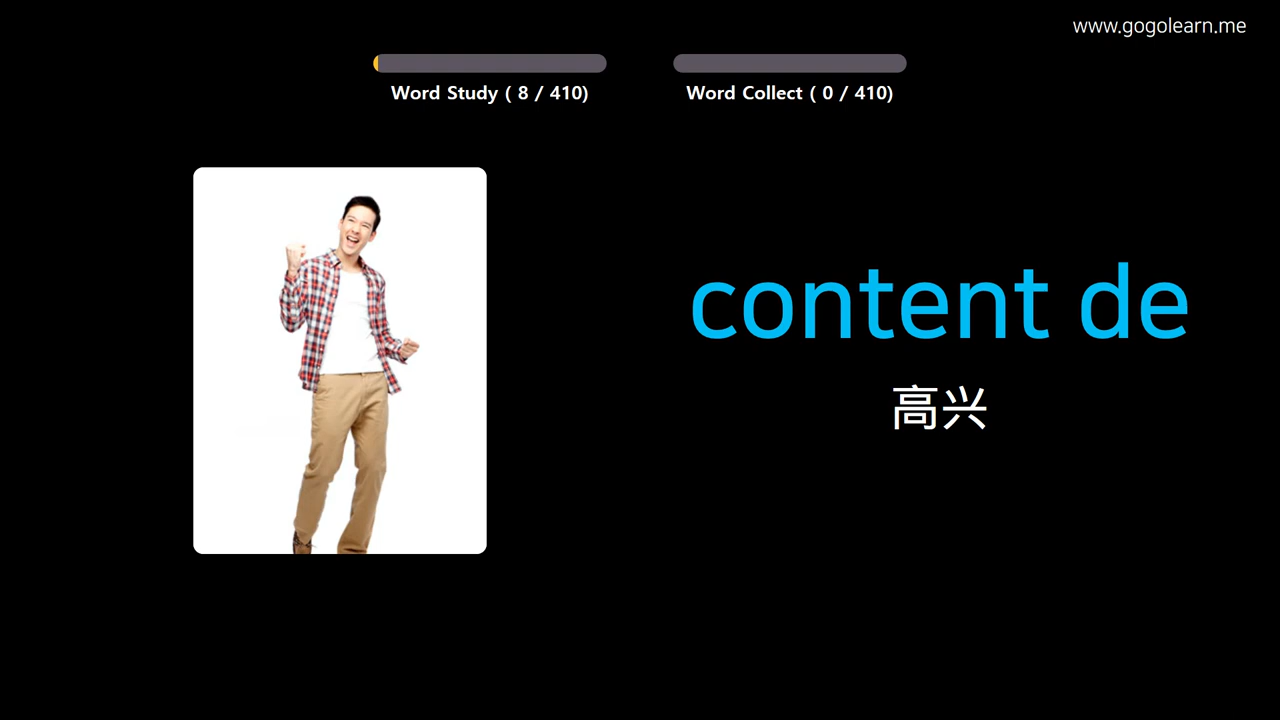 www.gogolearn.me
Word Study ( 8 / 410)
Word Collect ( 0 / 410)
content de
高兴